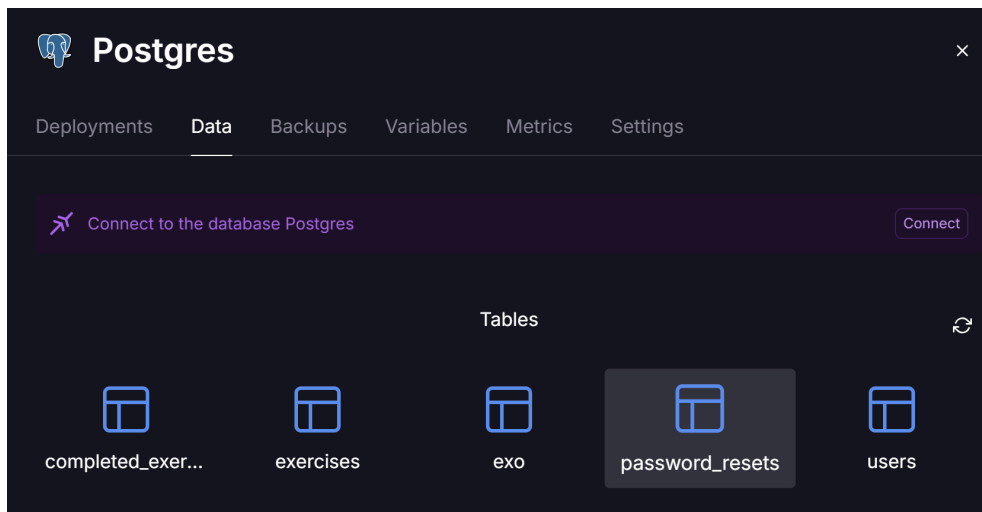 Postgres
Deployments Data Backups Variables Metrics Settings
Connect to the database Postgres Connect
Tables
completed_exer... exercises exo password_resets users